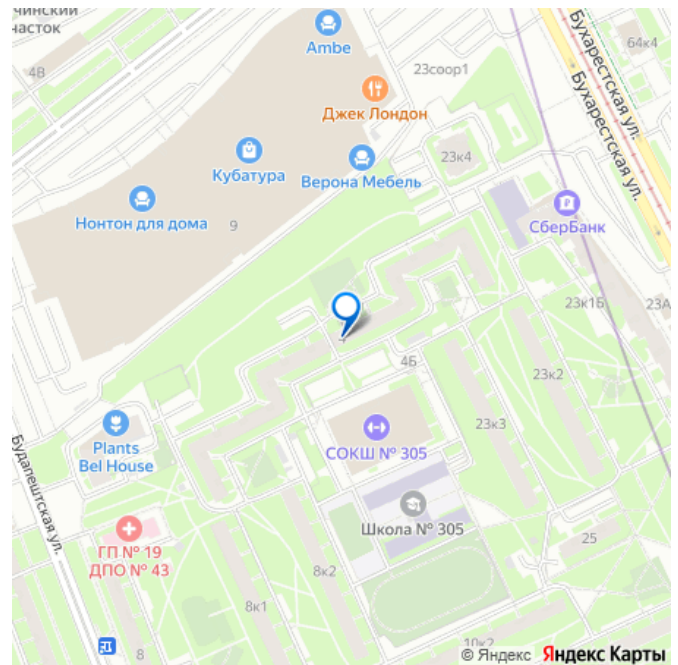 чинский
часток
Ambe
64к4
4В
23соор1
Бухарестская ул.
Бухарестская ул.
Джек Лондон
Кубатура
Верона Мебель
23к4
Нонтон для дома
9
СберБанк
23к1Б
23А
4
4Б
23к2
Plants
Bel House
23к3
СОКШ № 305
Будапештская ул.
Школа № 305
ГП № 19
ДПО № 43
25
8к2
8к1
8
10к2
© Яндекс Яндекс Карты